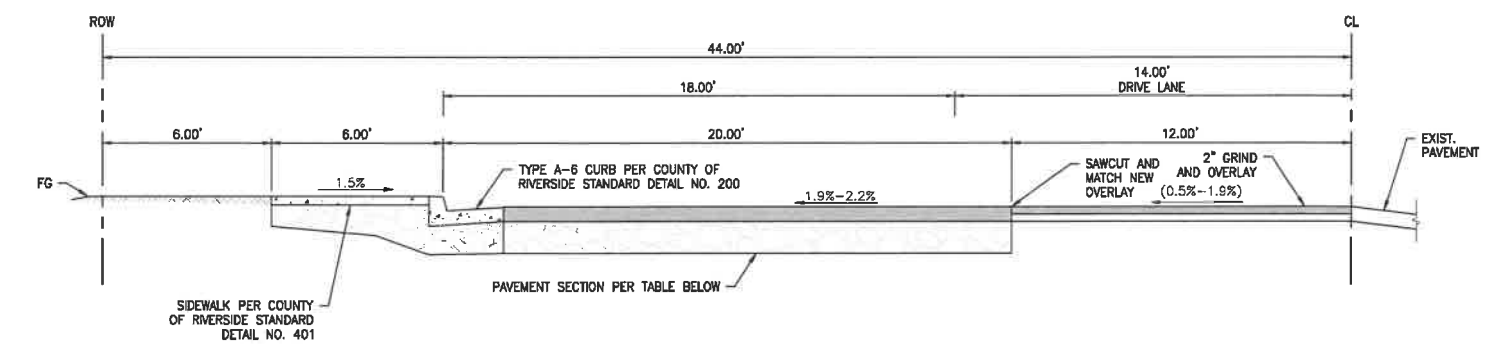 ROW
CL
44.00'
14.00'
DRIVE LANE
18.00'
6.00'
6.00'
20.00'
12.00'
EXIST.
PAVEMENT
TYPE A-6 CURB PER COUNTY OF
RIVERSIDE STANDARD DETAIL NO. 200
SAWCUT AND
MATCH NEW
OVERLAY
2" GRIND
AND OVERLAY
(0.5%-1.9%)
FG
1.5%
1.9%-2.2%
PAVEMENT SECTION PER TABLE BELOW
SIDEWALK PER COUNTY
OF RIVERSIDE STANDARD
DETAIL NO. 401